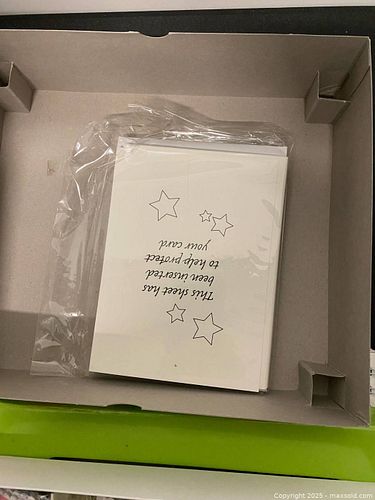 This sheet has
been inserted
to help protect
your card
Copyright 2025 - maxsold.com